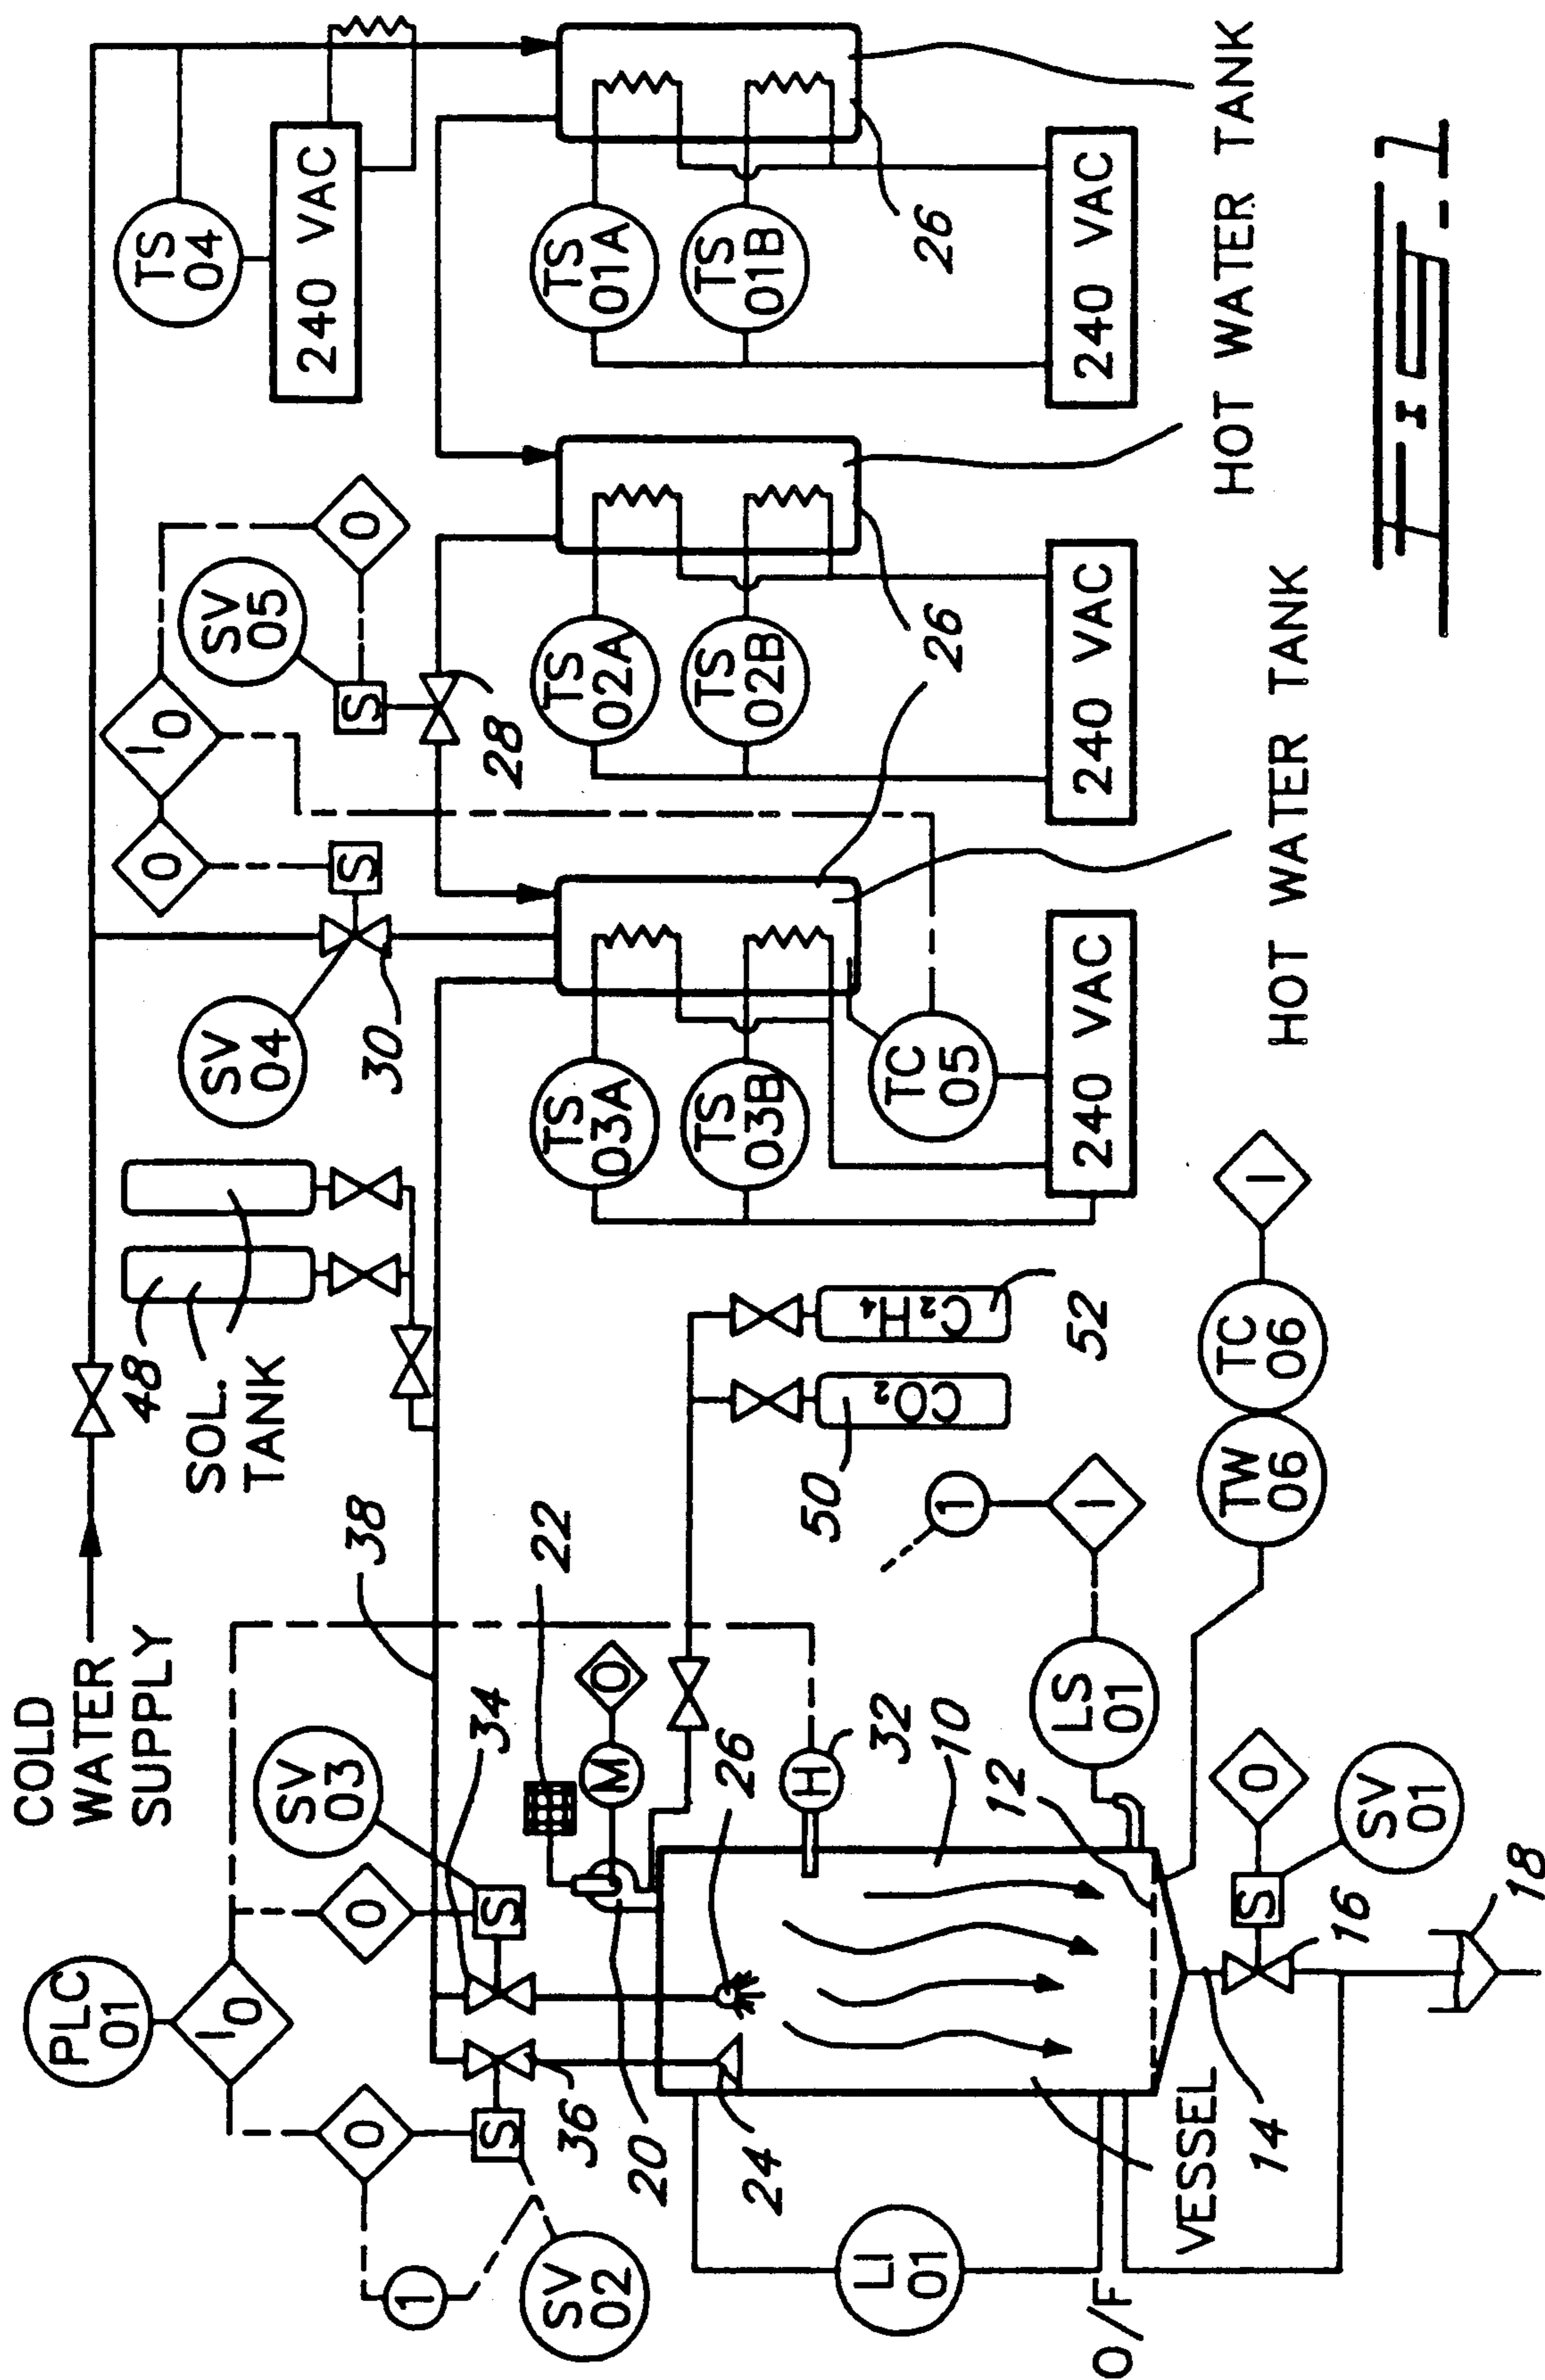 COLD
WATER
SUPPLY
PLC
01
I
O
O
O
1
SV
02
SV
03
S
S
34
36
38
48
SOL.
TANK
22
M
O
20
24
26
H
32
10
12
LI
01
O/F
VESSEL
14
16
18
S
O
SV
01
LS
01
I
1
TW
06
TC
06
I
50
CO2
C2H4
52
SV
04
30
S
O
I
O
SV
05
S
O
28
TS
04
240 VAC
TS
03A
TS
03B
TC
05
240 VAC
TS
02A
TS
02B
240 VAC
TS
01A
TS
01B
240 VAC
26
26
HOT WATER TANK
HOT WATER TANK
Fig-1